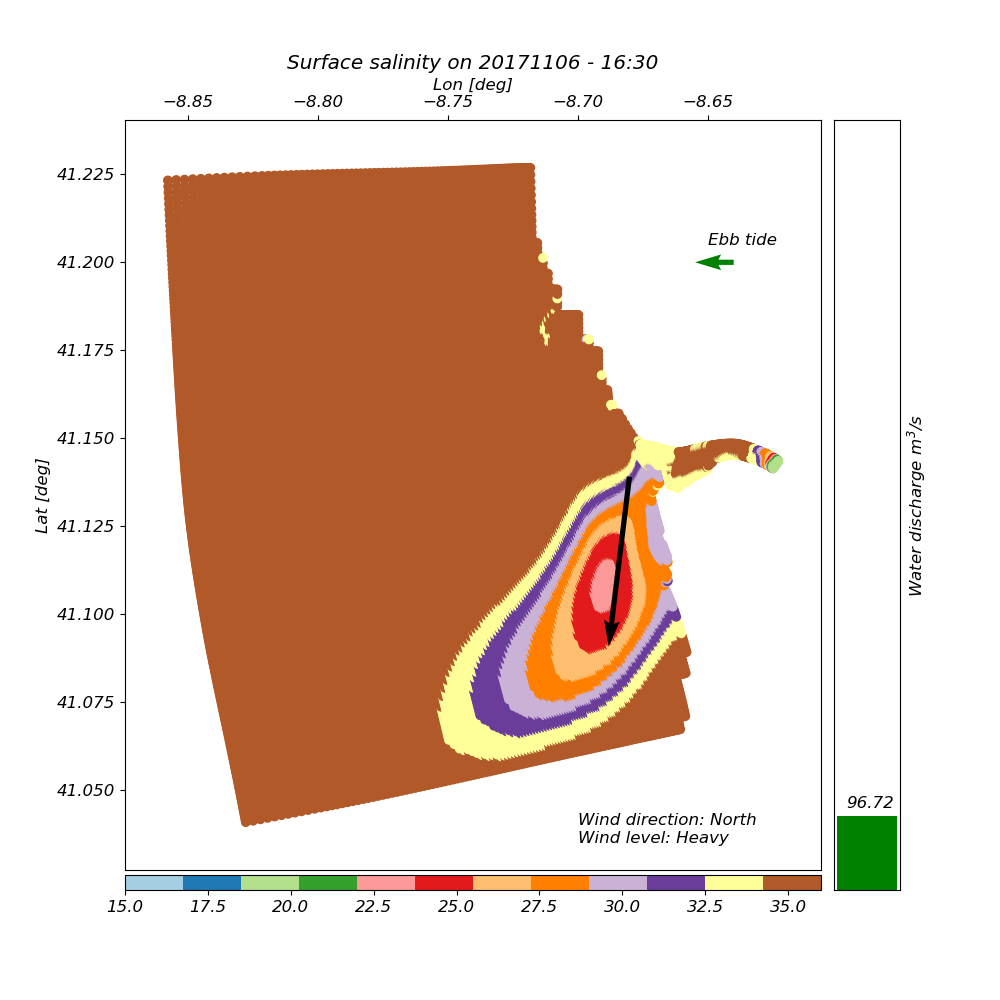 Surface salinity on 20171106 - 16:30
Lon [deg]
−8.85 −8.80 −8.75 −8.70 −8.65
41.225
41.200
41.175
41.150
41.125
41.100
41.075
41.050
Lat [deg]
Ebb tide
Wind direction: North
Wind level: Heavy
96.72
Water discharge m³/s
15.0 17.5 20.0 22.5 25.0 27.5 30.0 32.5 35.0